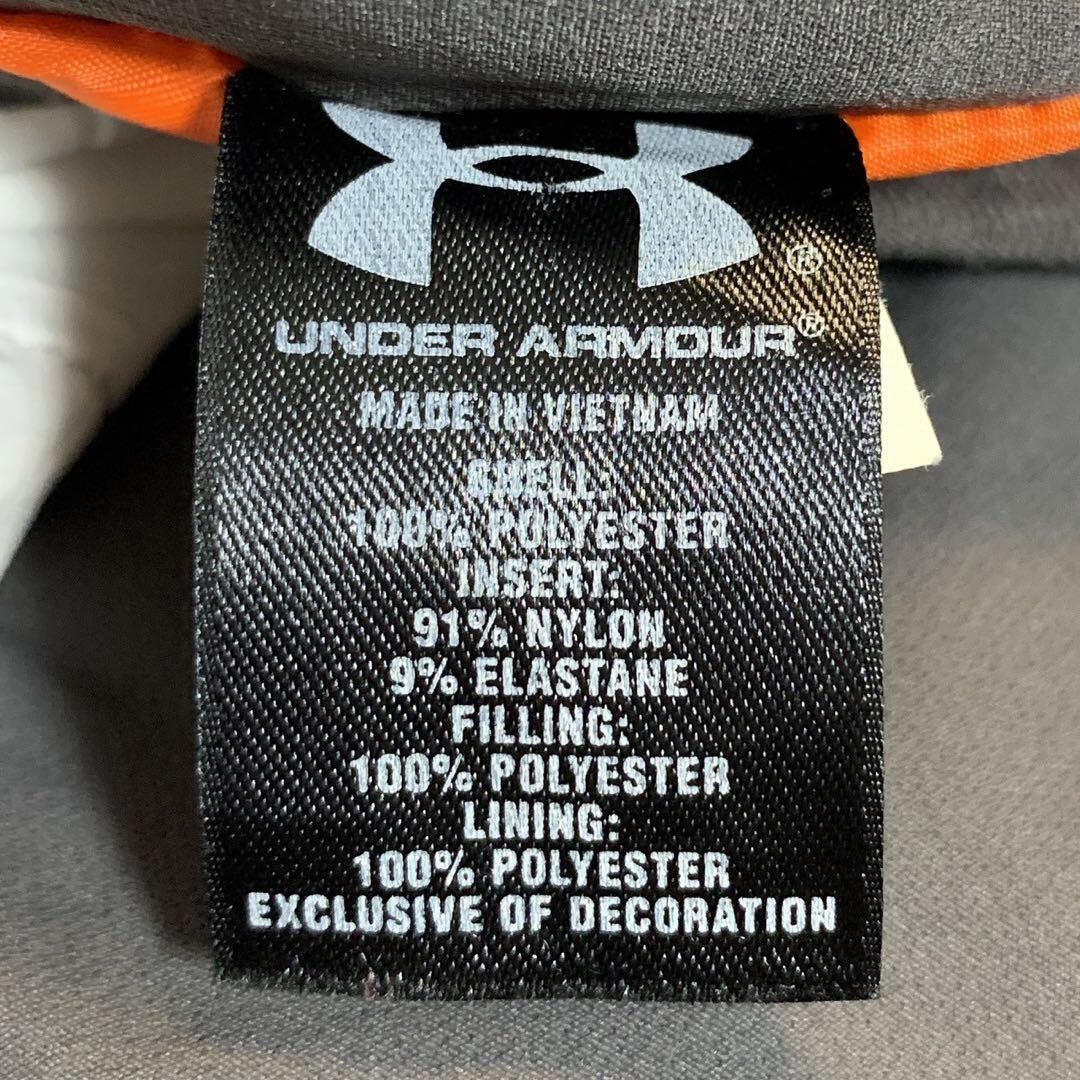 ®
UNDER ARMOUR®
MADE IN VIETNAM
SHELL:
100% POLYESTER
INSERT:
91% NYLON
9% ELASTANE
FILLING:
100% POLYESTER
LINING:
100% POLYESTER
EXCLUSIVE OF DECORATION